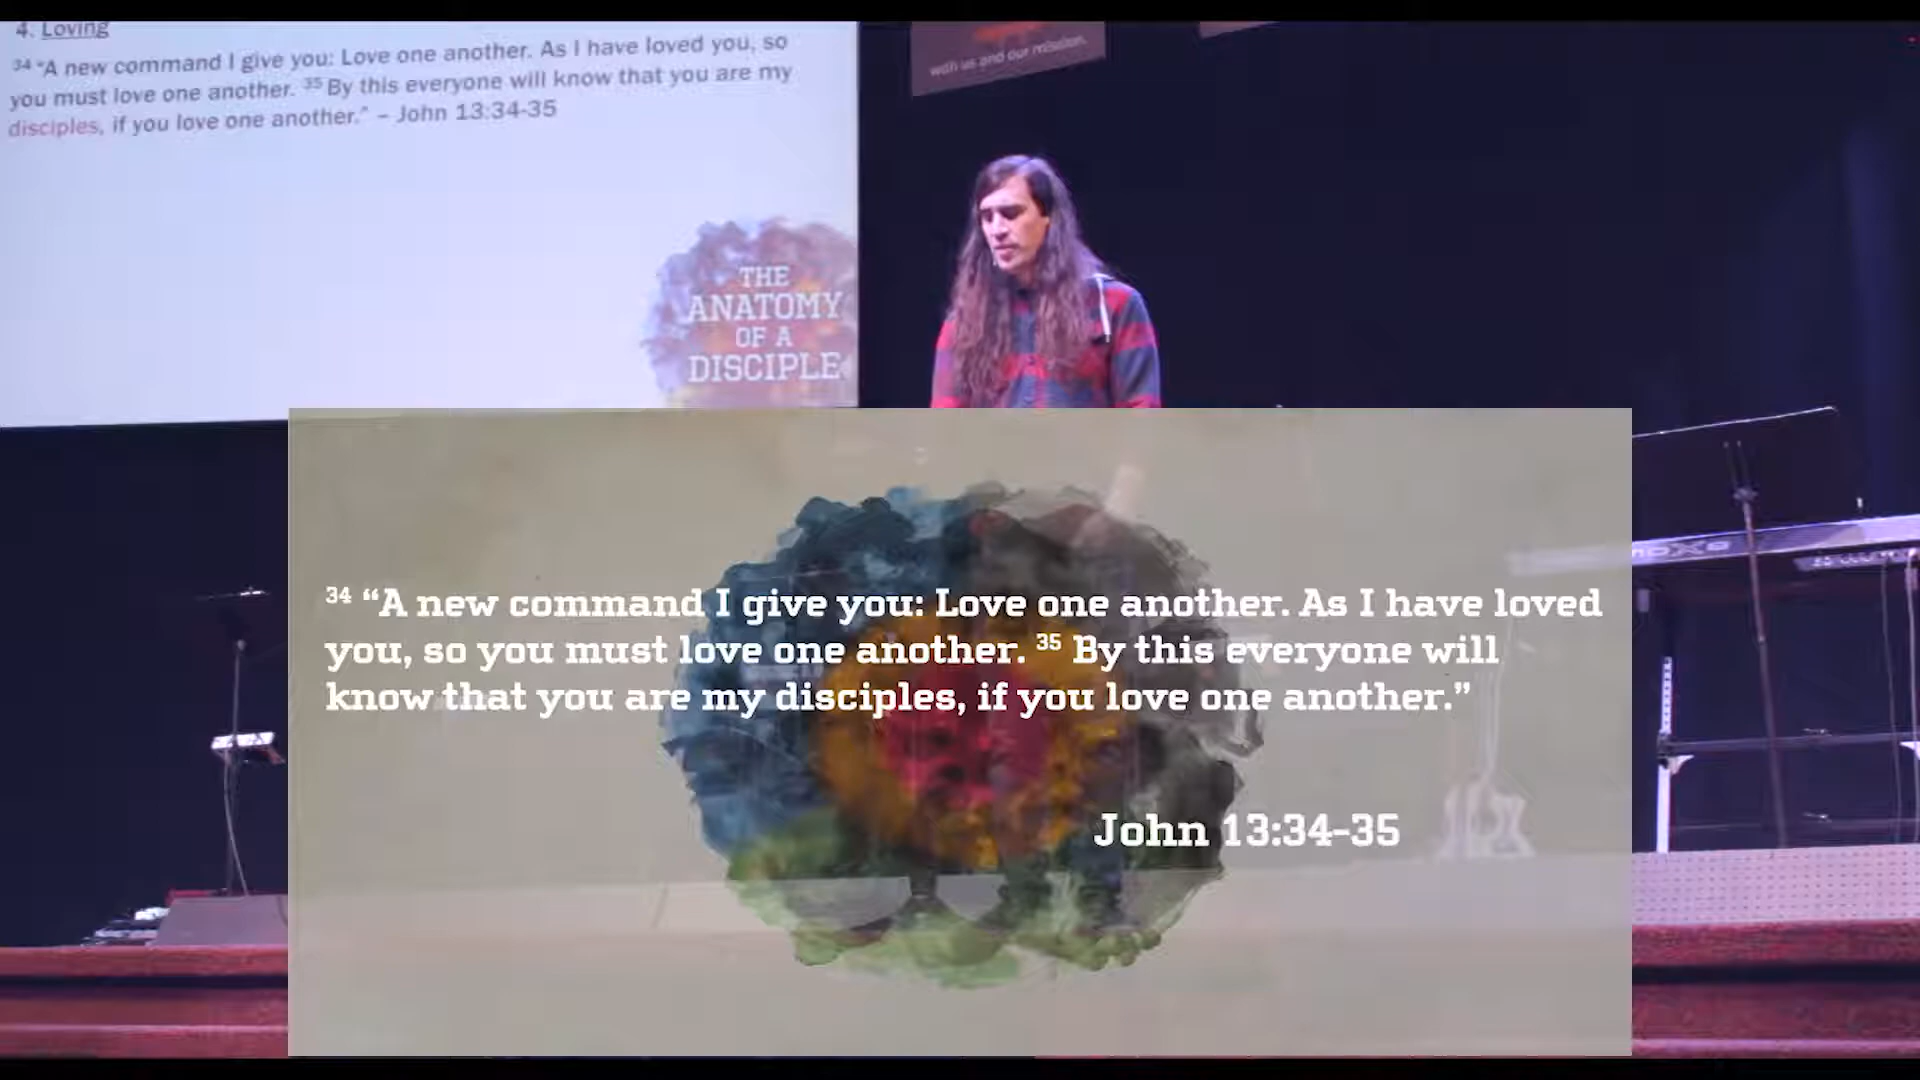 4. Loving
34 "A new command I give you: Love one another. As I have loved you, so
you must love one another. 35 By this everyone will know that you are my
disciples, if you love one another." – John 13:34-35
with us and our mission.
THE
ANATOMY
OF A
DISCIPLE
34 “A new command I give you: Love one another. As I have loved
you, so you must love one another. 35 By this everyone will
know that you are my disciples, if you love one another.”
John 13:34-35